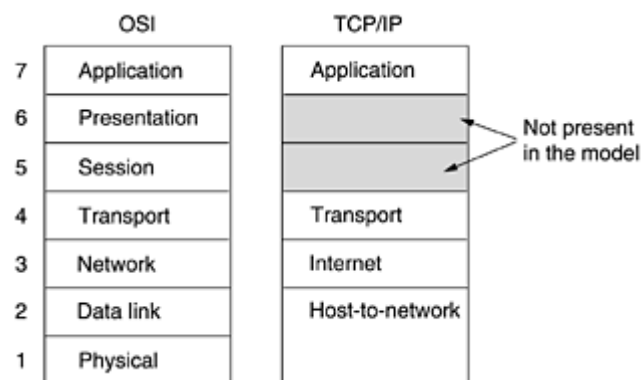 OSI TCP/IP
7 Application Application
6 Presentation
Not present
in the model
5 Session
4 Transport Transport
3 Network Internet
2 Data link Host-to-network
1 Physical